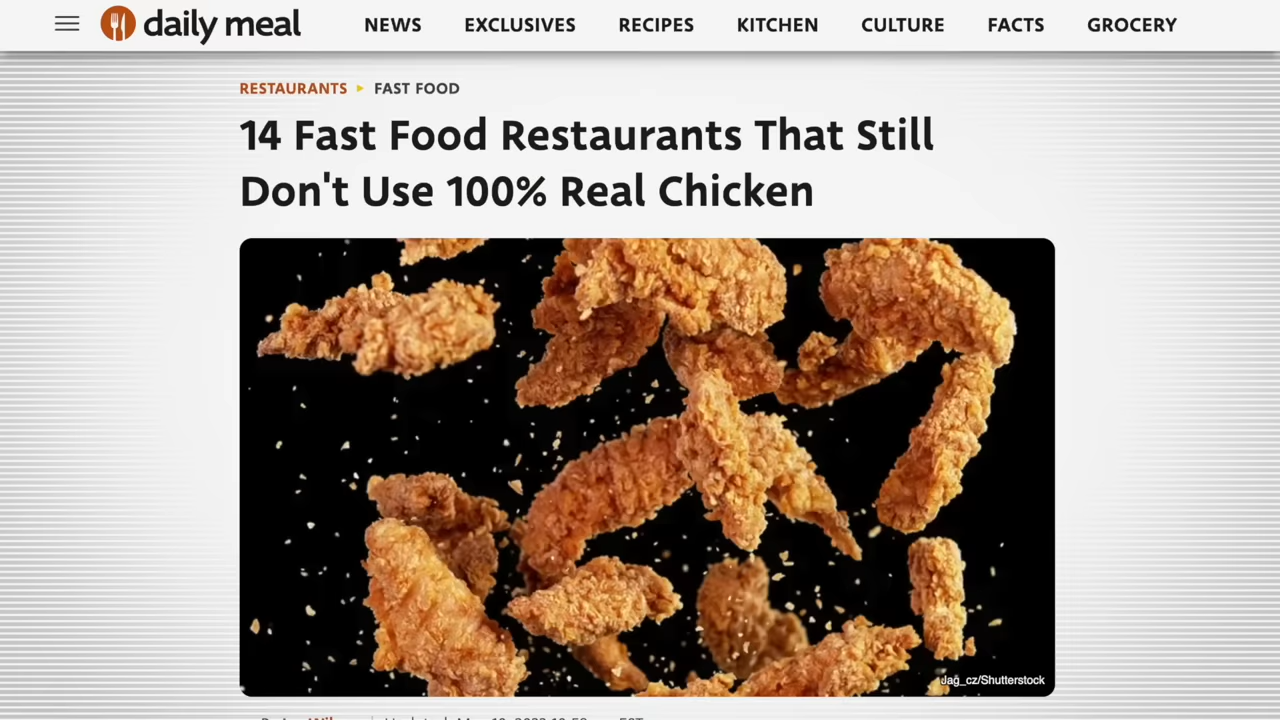 daily meal
NEWS EXCLUSIVES RECIPES KITCHEN CULTURE FACTS GROCERY
RESTAURANTS ▸ FAST FOOD
14 Fast Food Restaurants That Still
Don't Use 100% Real Chicken
Jag_cz/Shutterstock